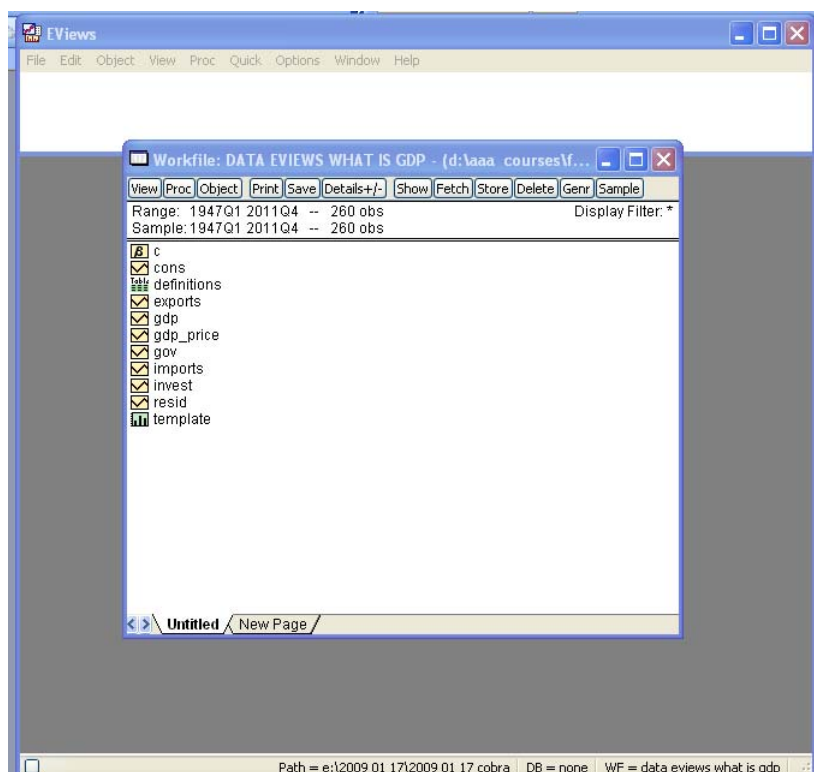 EViews
File Edit Object View Proc Quick Options Window Help
Workfile: DATA EVIEWS WHAT IS GDP - (d:\aaa courses\f...
View Proc Object Print Save Details+/- Show Fetch Store Delete Genr Sample
Range: 1947Q1 2011Q4 -- 260 obs Display Filter: *
Sample: 1947Q1 2011Q4 -- 260 obs
β c
cons
Table definitions
exports
gdp
gdp_price
gov
imports
invest
resid
template
Untitled New Page
Path = e:\2009 01 17\2009 01 17 cobra DB = none WF = data eviews what is gdp